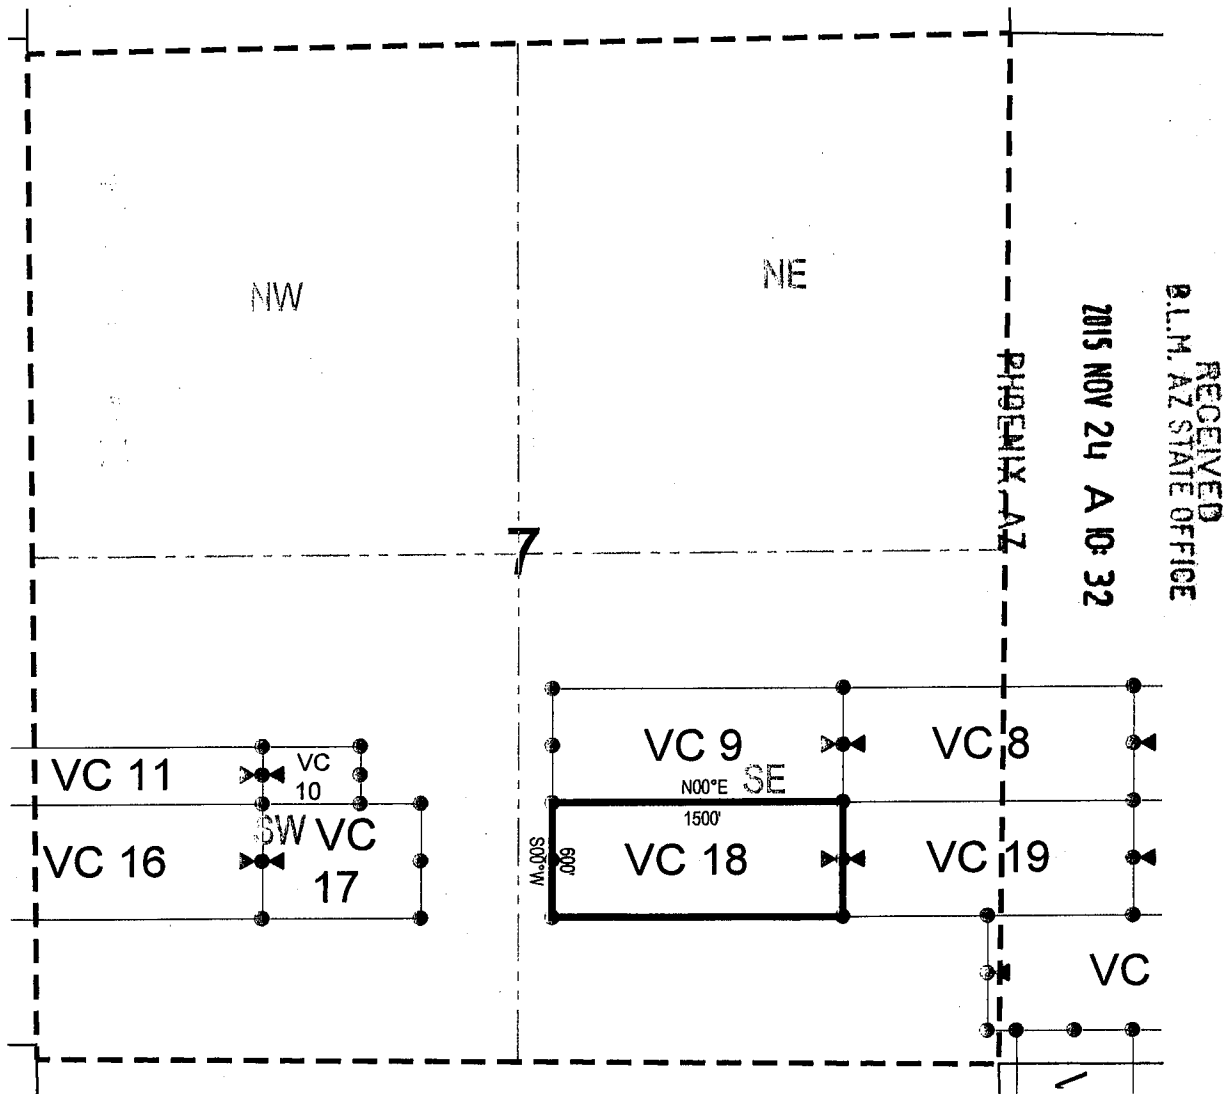 NW
NE
RECEIVED
B.L.M. AZ STATE OFFICE
2015 NOV 24 A 10:32
PHOENIX, AZ
7
VC 9
VC 8
VC 11
VC
10
N00°E
SE
1500'
SW
VC 16
VC
17
S00°W
600'
VC 18
VC 19
VC